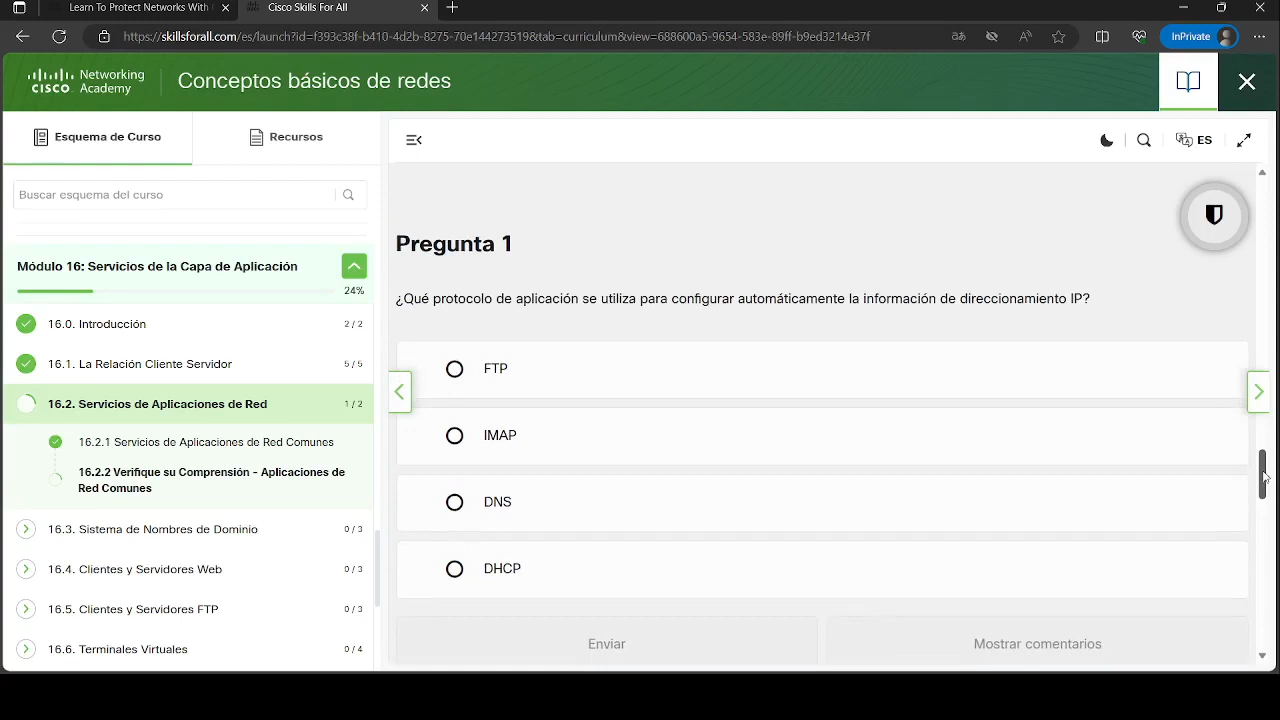 Learn To Protect Networks With
Cisco Skills For All
https://skillsforall.com/es/launch?id=f393c38f-b410-4d2b-8275-70e144273519&tab=curriculum&view=688600a5-9654-583e-89ff-b9ed3214e37f
InPrivate
Networking
CISCO Academy
Conceptos básicos de redes
Esquema de Curso
Recursos
ES
Buscar esquema del curso
Módulo 16: Servicios de la Capa de Aplicación
24%
16.0. Introducción 2 / 2
16.1. La Relación Cliente Servidor 5 / 5
16.2. Servicios de Aplicaciones de Red 1 / 2
16.2.1 Servicios de Aplicaciones de Red Comunes
16.2.2 Verifique su Comprensión - Aplicaciones de
Red Comunes
16.3. Sistema de Nombres de Dominio 0 / 3
16.4. Clientes y Servidores Web 0 / 3
16.5. Clientes y Servidores FTP 0 / 3
16.6. Terminales Virtuales 0 / 4
Pregunta 1
¿Qué protocolo de aplicación se utiliza para configurar automáticamente la información de direccionamiento IP?
FTP
IMAP
DNS
DHCP
Enviar
Mostrar comentarios